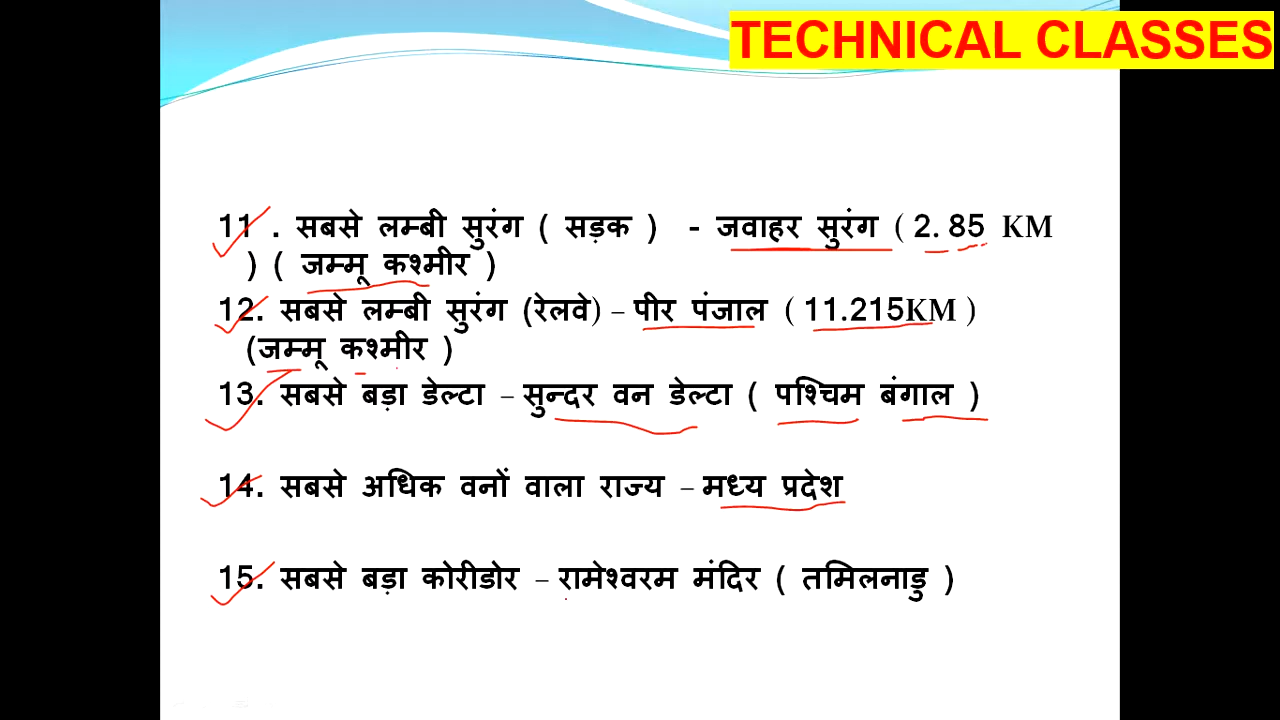 TECHNICAL CLASSES
11 . सबसे लम्बी सुरंग ( सड़क ) - जवाहर सुरंग ( 2.85 KM
) ( जम्मू कश्मीर )
12. सबसे लम्बी सुरंग (रेलवे) – पीर पंजाल ( 11.215KM )
(जम्मू कश्मीर )
13. सबसे बड़ा डेल्टा – सुन्दर वन डेल्टा ( पश्चिम बंगाल )
14. सबसे अधिक वनों वाला राज्य – मध्य प्रदेश
15. सबसे बड़ा कोरीडोर – रामेश्वरम मंदिर ( तमिलनाडु )